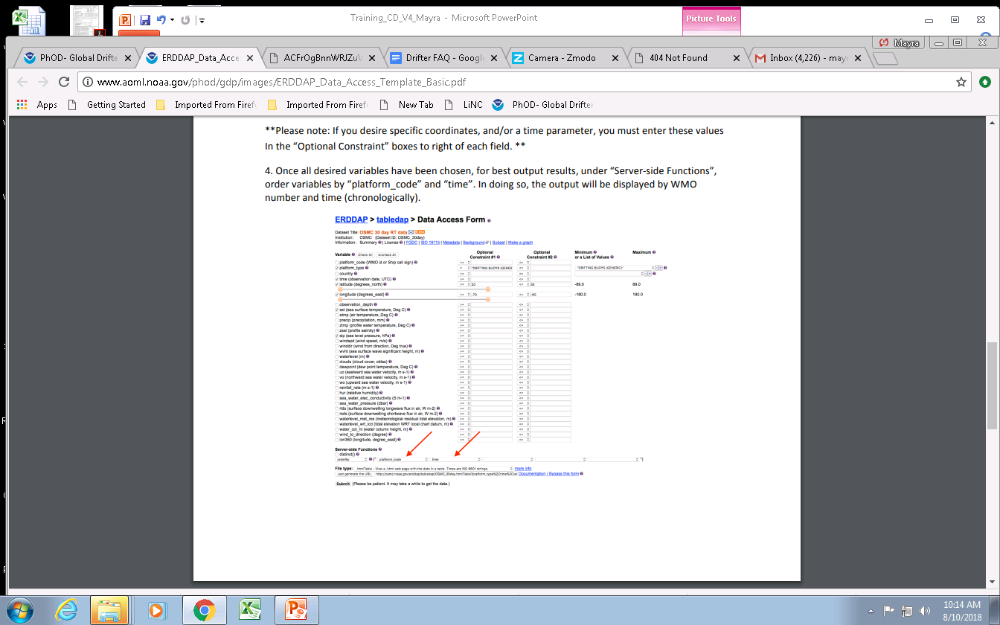 Training_CD_V4_Mayra - Microsoft PowerPoint
Picture Tools
Mayra
PhOD- Global Drifte
ERDDAP_Data_Acce
ACFrOgBnnWRJZuV
Drifter FAQ - Google
Camera - Zmodo
404 Not Found
Inbox (4,226) - mayr
www.aoml.noaa.gov/phod/gdp/images/ERDDAP_Data_Access_Template_Basic.pdf
Apps
Getting Started
Imported From Firefo
Imported From Firef
New Tab
LiNC
PhOD- Global Drifter
**Please note: If you desire specific coordinates, and/or a time parameter, you must enter these values
In the “Optional Constraint” boxes to right of each field. **
4. Once all desired variables have been chosen, for best output results, under “Server-side Functions”,
order variables by “platform_code” and “time”. In doing so, the output will be displayed by WMO
number and time (chronologically).
ERDDAP > tabledap > Data Access Form
Dataset Title: OSMC 30 day RT data
Institution: OSMC (Dataset ID: OSMC_30day)
Information: Summary | License | FGDC | ISO 19115 | Metadata | Background | Subset | Make a graph
Variable Check All Uncheck All Optional Constraint #1 Optional Constraint #2 Minimum or a List of Values Maximum
platform_code (WMO id or Ship call sign) >= <=
platform_type = "DRIFTING BUOYS (GENER <= "DRIFTING BUOYS (GENERIC)"
country >= <=
time (observation date, UTC) >= <=
latitude (degrees_north) >= 20 <= 30 -89.0 89.0
longitude (degrees_east) >= -70 <= -60 -180.0 180.0
observation_depth >= <=
sst (sea surface temperature, Deg C) >= <=
atmp (air temperature, Deg C) >= <=
precip (precipitation, mm) >= <=
ztmp (profile water temperature, Deg C) >= <=
zsal (profile salinity) >= <=
slp (sea level pressure, hPa) >= <=
windspd (wind speed, m/s) >= <=
winddir (wind from direction, Deg true) >= <=
wvht (sea surface wave significant height, m) >= <=
waterlevel (m) >= <=
clouds (cloud cover, oktas) >= <=
dewpoint (dew point temperature, Deg C) >= <=
uo (eastward sea water velocity, m s-1) >= <=
vo (northward sea water velocity, m s-1) >= <=
wo (upward sea water velocity, m s-1) >= <=
rainfall_rate (m s-1) >= <=
hur (relative humidity) >= <=
sea_water_elec_conductivity (S m-1) >= <=
sea_water_pressure (dbar) >= <=
rlds (surface downwelling longwave flux in air, W m-2) >= <=
rsds (surface downwelling shortwave flux in air, W m-2) >= <=
waterlevel_met_res (meteorological residual tidal elevation, m) >= <=
waterlevel_wrt_lcd (tidal elevation WRT local chart datum, m) >= <=
water_col_ht (water column height, m) >= <=
wind_to_direction (degree) >= <=
lon360 (longitude, degree_east) >= <=
Server-side Functions
distinct()
orderBy (" platform_code time ")
File type: .htmlTable - View a .html web page with the data in a table. Times are ISO 8601 strings. more info
Just generate the URL: http://osmc.noaa.gov/erddap/tabledap/OSMC_30day.htmlTable?platform_type%2Ctime%2Clat Documentation / Bypass this form
Submit (Please be patient. It may take a while to get the data.)
10:14 AM
8/10/2018